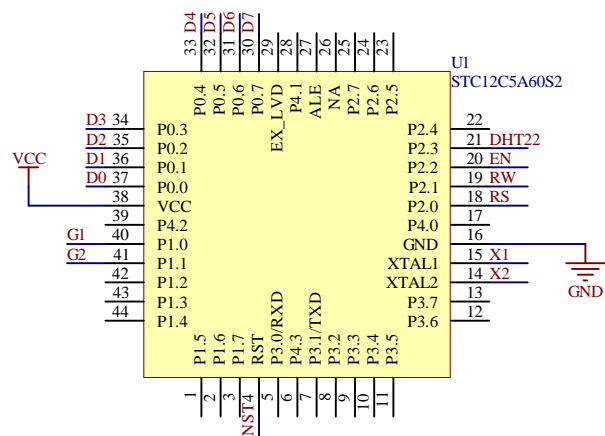 D4 D5 D6 D7
33 32 31 30 29 28 27 26 25 24 23
P0.4 P0.5 P0.6 P0.7 EX_LVD P4.1 ALE NA P2.7 P2.6 P2.5
U1
STC12C5A60S2
D3 34 P0.3 P2.4 22
D2 35 P0.2 P2.3 21 DHT22
D1 36 P0.1 P2.2 20 EN
VCC
D0 37 P0.0 P2.1 19 RW
38 VCC P2.0 18 RS
39 P4.2 P4.0 17
G1 40 P1.0 GND 16
G2 41 P1.1 XTAL1 15 X1
42 P1.2 XTAL2 14 X2
GND
43 P1.3 P3.7 13
44 P1.4 P3.6 12
P1.5 P1.6 P1.7 RST P3.0/RXD P4.3 P3.1/TXD P3.2 P3.3 P3.4 P3.5
1 2 3 4 5 6 7 8 9 10 11
NST